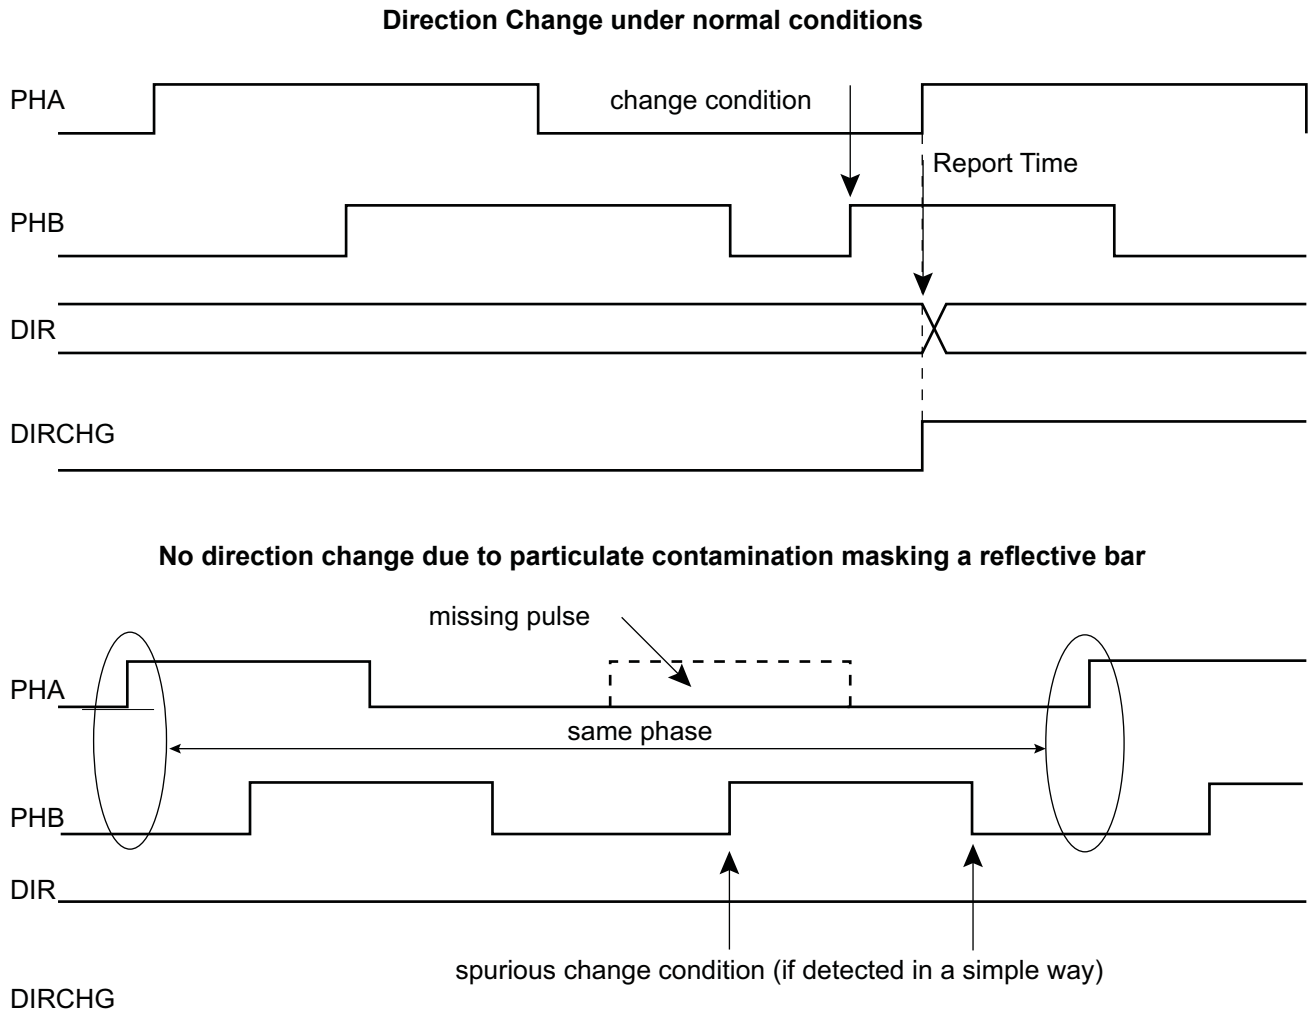 Direction Change under normal conditions
PHA
change condition
Report Time
PHB
DIR
DIRCHG
No direction change due to particulate contamination masking a reflective bar
missing pulse
PHA
same phase
PHB
DIR
spurious change condition (if detected in a simple way)
DIRCHG